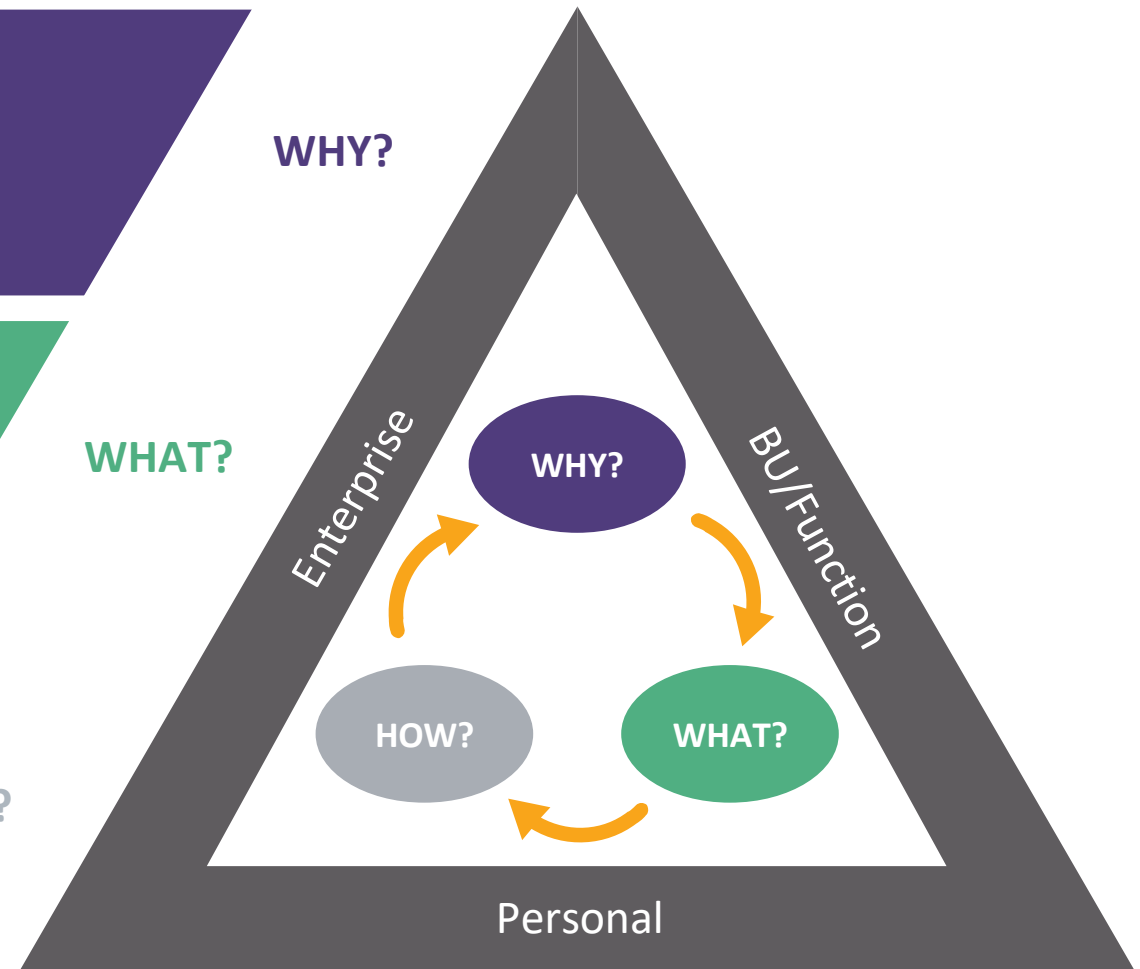 WHY?
WHAT?
?
Enterprise
BU/Function
Personal
WHY?
WHAT?
HOW?